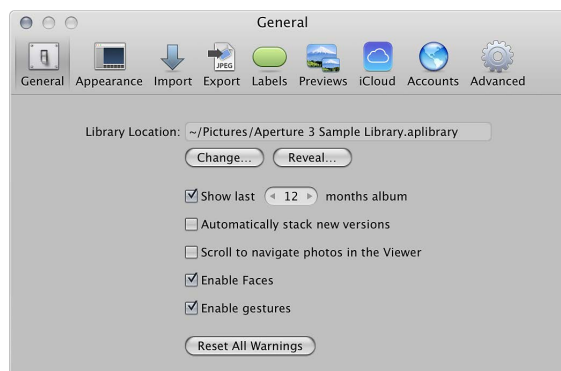 General
JPEG
General Appearance Import Export Labels Previews iCloud Accounts Advanced
Library Location: ~/Pictures/Aperture 3 Sample Library.aplibrary
Change... Reveal...
Show last 12 months album
Automatically stack new versions
Scroll to navigate photos in the Viewer
Enable Faces
Enable gestures
Reset All Warnings